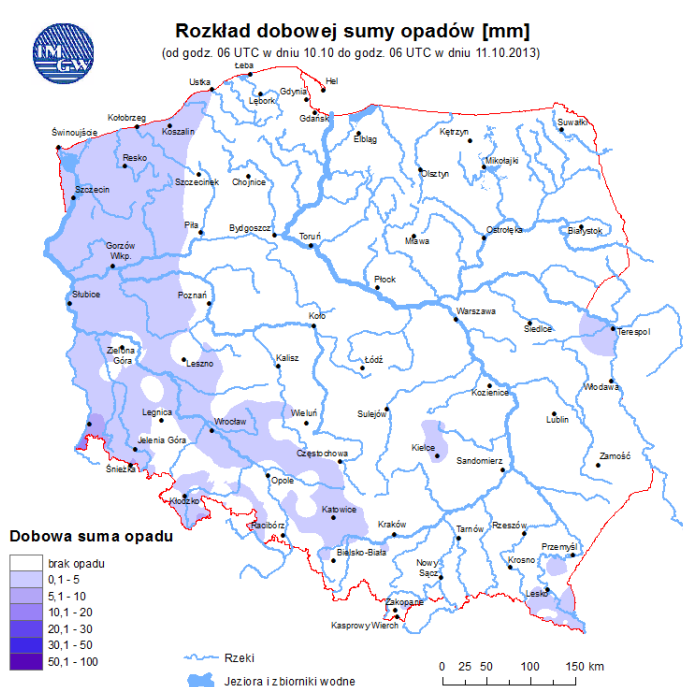 IM
GW
Rozkład dobowej sumy opadów [mm]
(od godz. 06 UTC w dniu 10.10 do godz. 06 UTC w dniu 11.10.2013)
Łeba
Ustka
Hel
Lębork
Gdynia
Gdańsk
Kołobrzeg
Koszalin
Świnoujście
Elbląg
Kętrzyn
Suwałki
Resko
Szczecinek
Chojnice
Olsztyn
Mikołajki
Szczecin
Piła
Bydgoszcz
Toruń
Mława
Ostrołęka
Białystok
Gorzów
Wlkp.
Płock
Słubice
Poznań
Koło
Warszawa
Siedlce
Terespol
Zielona
Góra
Leszno
Kalisz
Łódź
Kozienice
Włodawa
Legnica
Wrocław
Wieluń
Sulejów
Lublin
Jelenia Góra
Częstochowa
Kielce
Sandomierz
Zamość
Śnieżka
Opole
Kłodzko
Katowice
Racibórz
Kraków
Tarnów
Rzeszów
Przemyśl
Bielsko-Biała
Nowy
Sącz
Krosno
Lesko
Zakopane
Kasprowy Wierch
Dobowa suma opadu
brak opadu
0,1 - 5
5,1 - 10
10,1 - 20
20,1 - 30
30,1 - 50
50,1 - 100
Rzeki
Jeziora i zbiorniki wodne
0 25 50 100 150 km